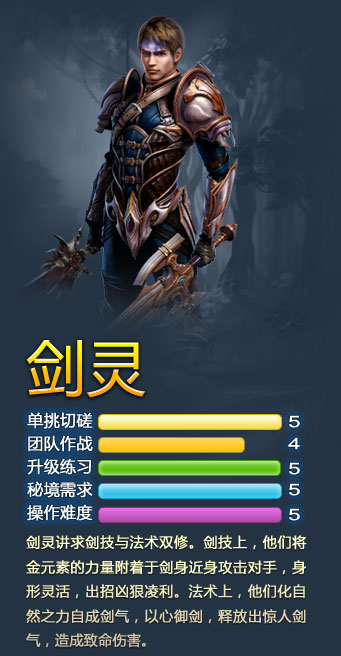 剑灵
单挑切磋 5
团队作战 4
升级练习 5
秘境需求 5
操作难度 5
剑灵讲求剑技与法术双修。剑技上，他们将
金元素的力量附着于剑身近身攻击对手，身
形灵活，出招凶狠凌利。法术上，他们化自
然之力自成剑气，以心御剑，释放出惊人剑
气，造成致命伤害。